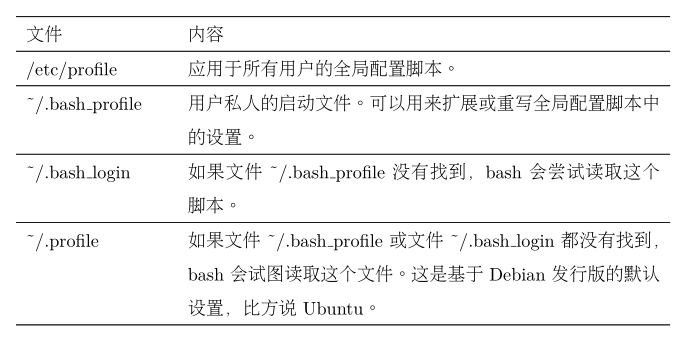 文件 内容
/etc/profile 应用于所有用户的全局配置脚本。
~/.bash_profile 用户私人的启动文件。可以用来扩展或重写全局配置脚本中
的设置。
~/.bash_login 如果文件 ~/.bash_profile 没有找到，bash 会尝试读取这个
脚本。
~/.profile 如果文件 ~/.bash_profile 或文件 ~/.bash_login 都没有找到，
bash 会试图读取这个文件。这是基于 Debian 发行版的默认
设置，比方说 Ubuntu。